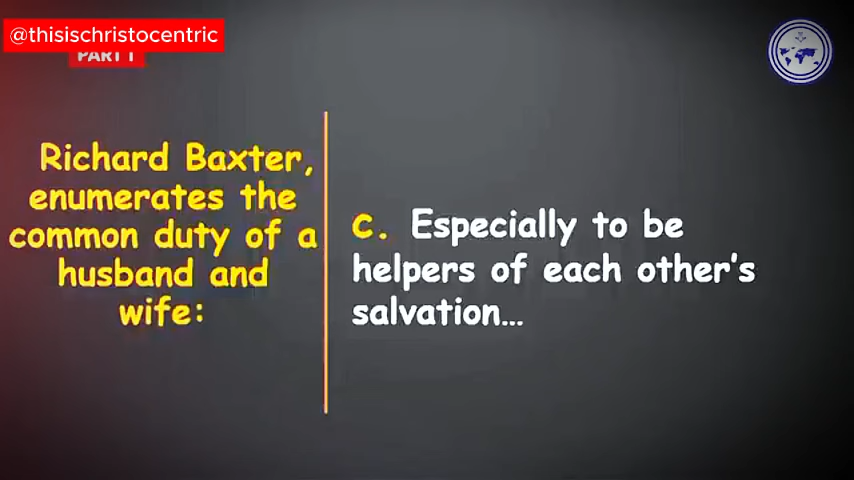 @thisischristocentric
PART 1
Richard Baxter,
enumerates the
common duty of a
husband and
wife:
c. Especially to be
helpers of each other's
salvation...